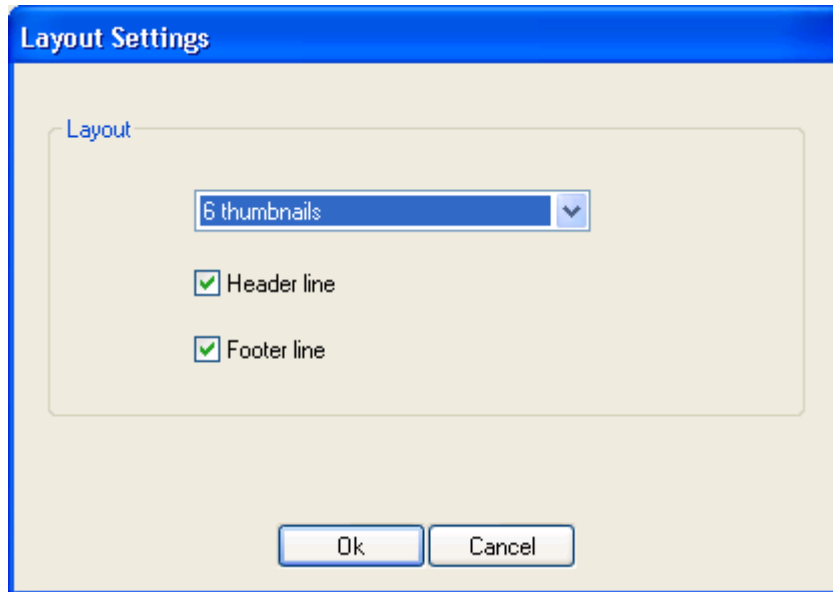 Layout Settings
Layout
6 thumbnails
Header line
Footer line
Ok Cancel